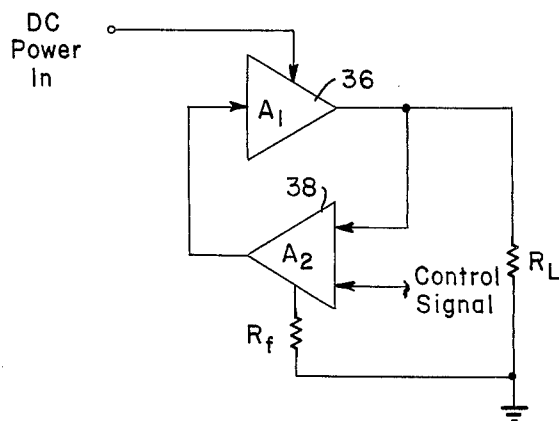 DC
Power
In
36
A1
38
A2
Control
Signal
RL
Rf